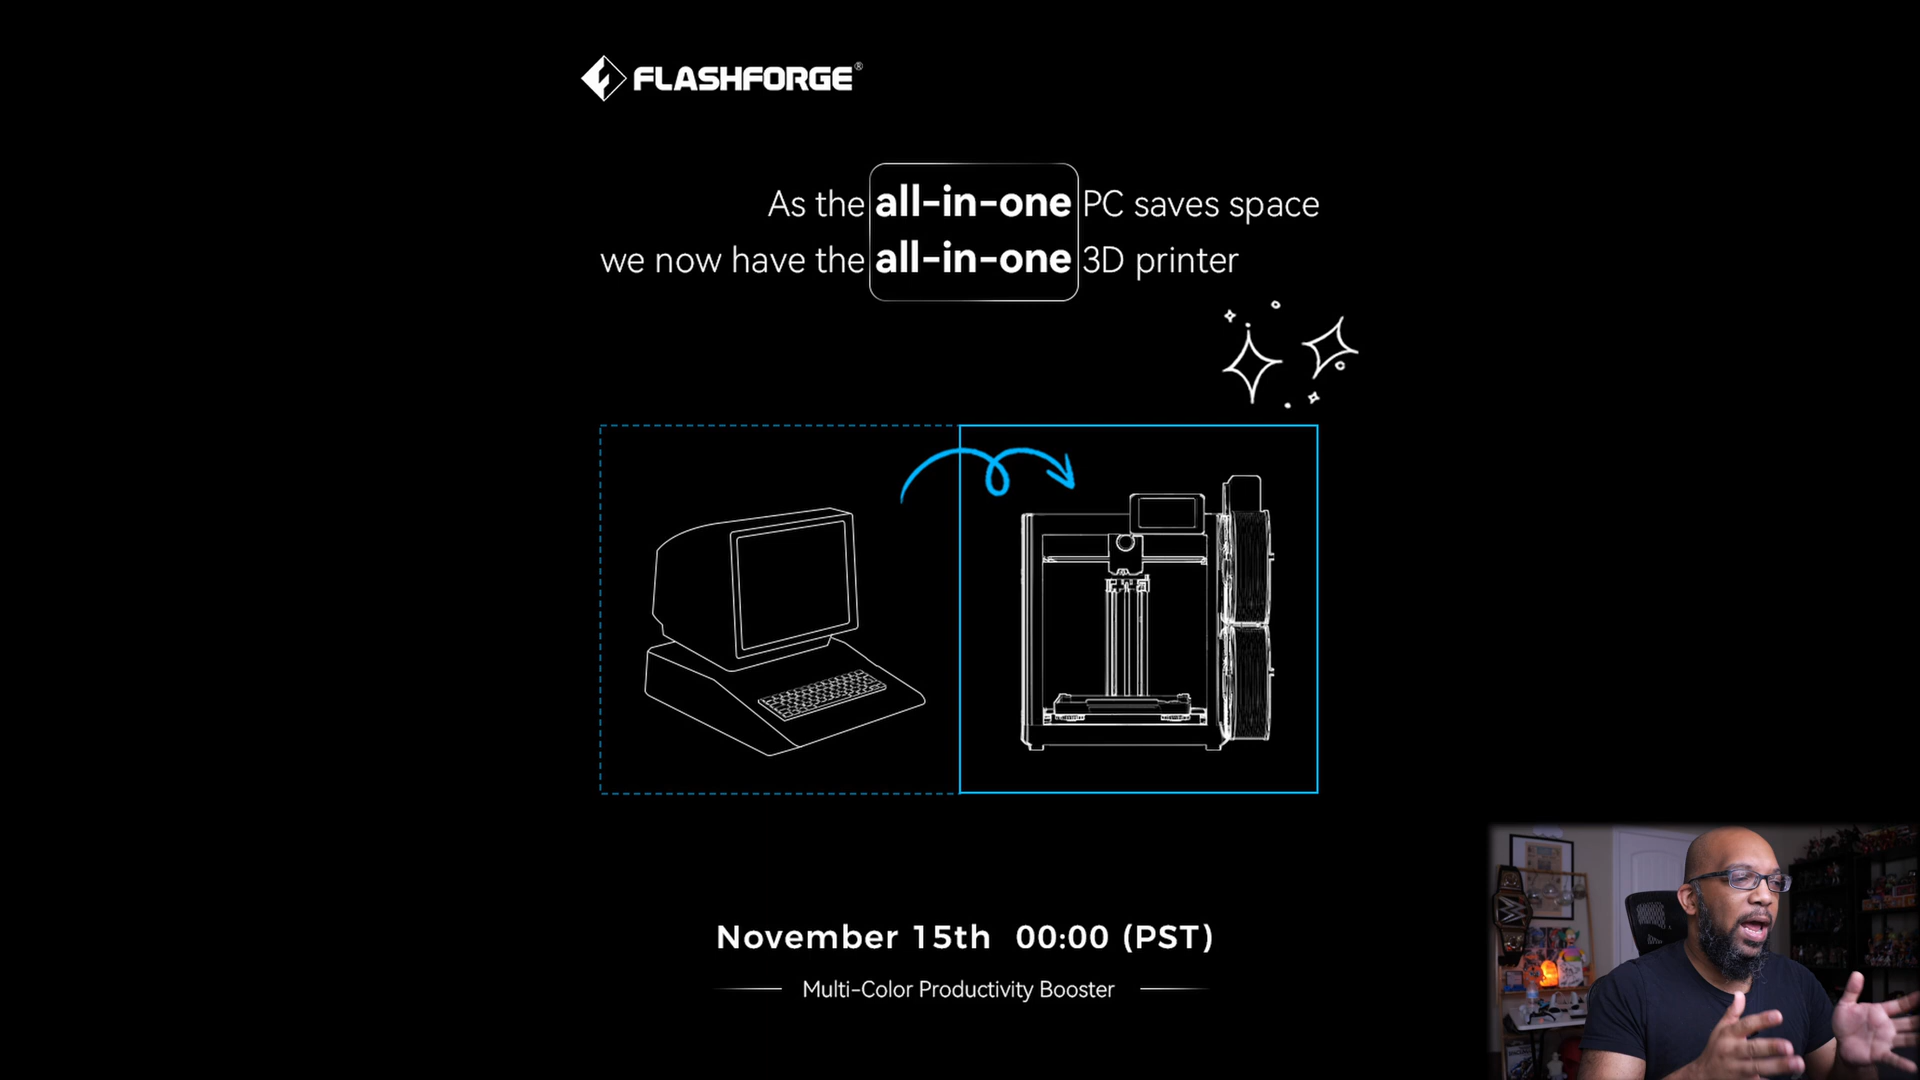 FLASHFORGE®
As the all-in-one PC saves space
we now have the all-in-one 3D printer
November 15th 00:00 (PST)
Multi-Color Productivity Booster